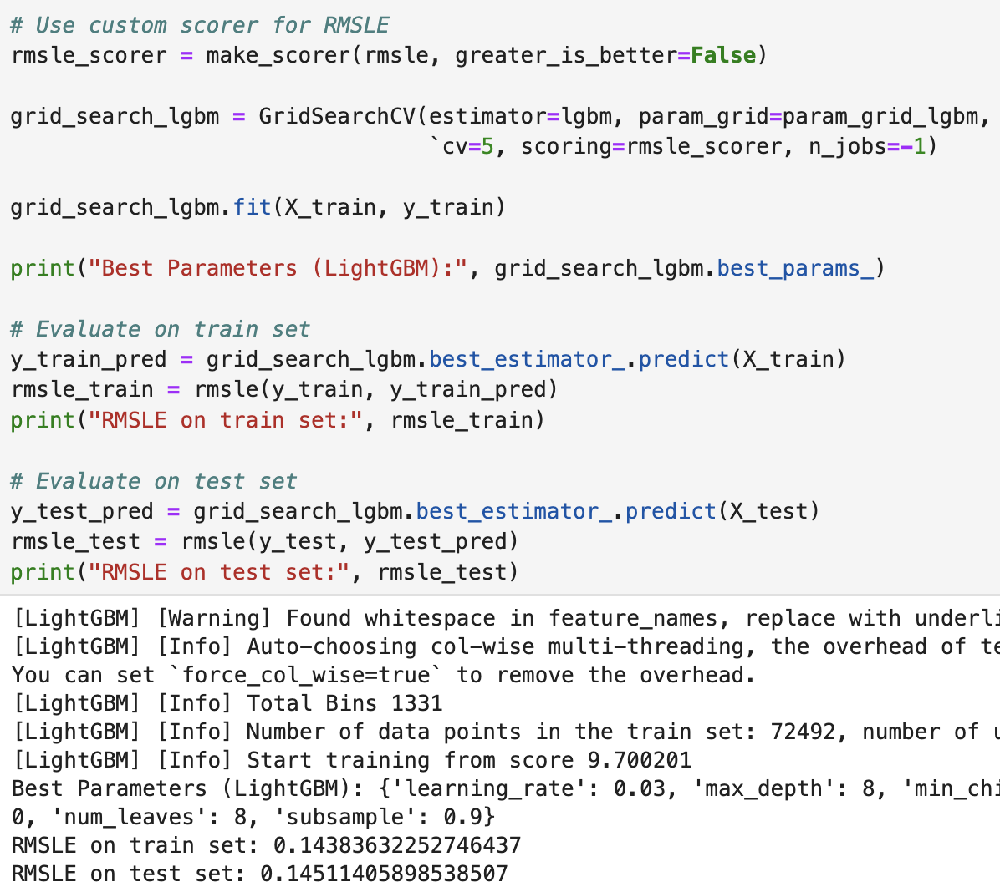 # Use custom scorer for RMSLE
rmsle_scorer = make_scorer(rmsle, greater_is_better=False)
grid_search_lgbm = GridSearchCV(estimator=lgbm, param_grid=param_grid_lgbm,
`cv=5, scoring=rmsle_scorer, n_jobs=-1)
grid_search_lgbm.fit(X_train, y_train)
print("Best Parameters (LightGBM):", grid_search_lgbm.best_params_)
# Evaluate on train set
y_train_pred = grid_search_lgbm.best_estimator_.predict(X_train)
rmsle_train = rmsle(y_train, y_train_pred)
print("RMSLE on train set:", rmsle_train)
# Evaluate on test set
y_test_pred = grid_search_lgbm.best_estimator_.predict(X_test)
rmsle_test = rmsle(y_test, y_test_pred)
print("RMSLE on test set:", rmsle_test)
[LightGBM] [Warning] Found whitespace in feature_names, replace with underli
[LightGBM] [Info] Auto-choosing col-wise multi-threading, the overhead of te
You can set `force_col_wise=true` to remove the overhead.
[LightGBM] [Info] Total Bins 1331
[LightGBM] [Info] Number of data points in the train set: 72492, number of u
[LightGBM] [Info] Start training from score 9.700201
Best Parameters (LightGBM): {'learning_rate': 0.03, 'max_depth': 8, 'min_chi
0, 'num_leaves': 8, 'subsample': 0.9}
RMSLE on train set: 0.14383632252746437
RMSLE on test set: 0.14511405898538507